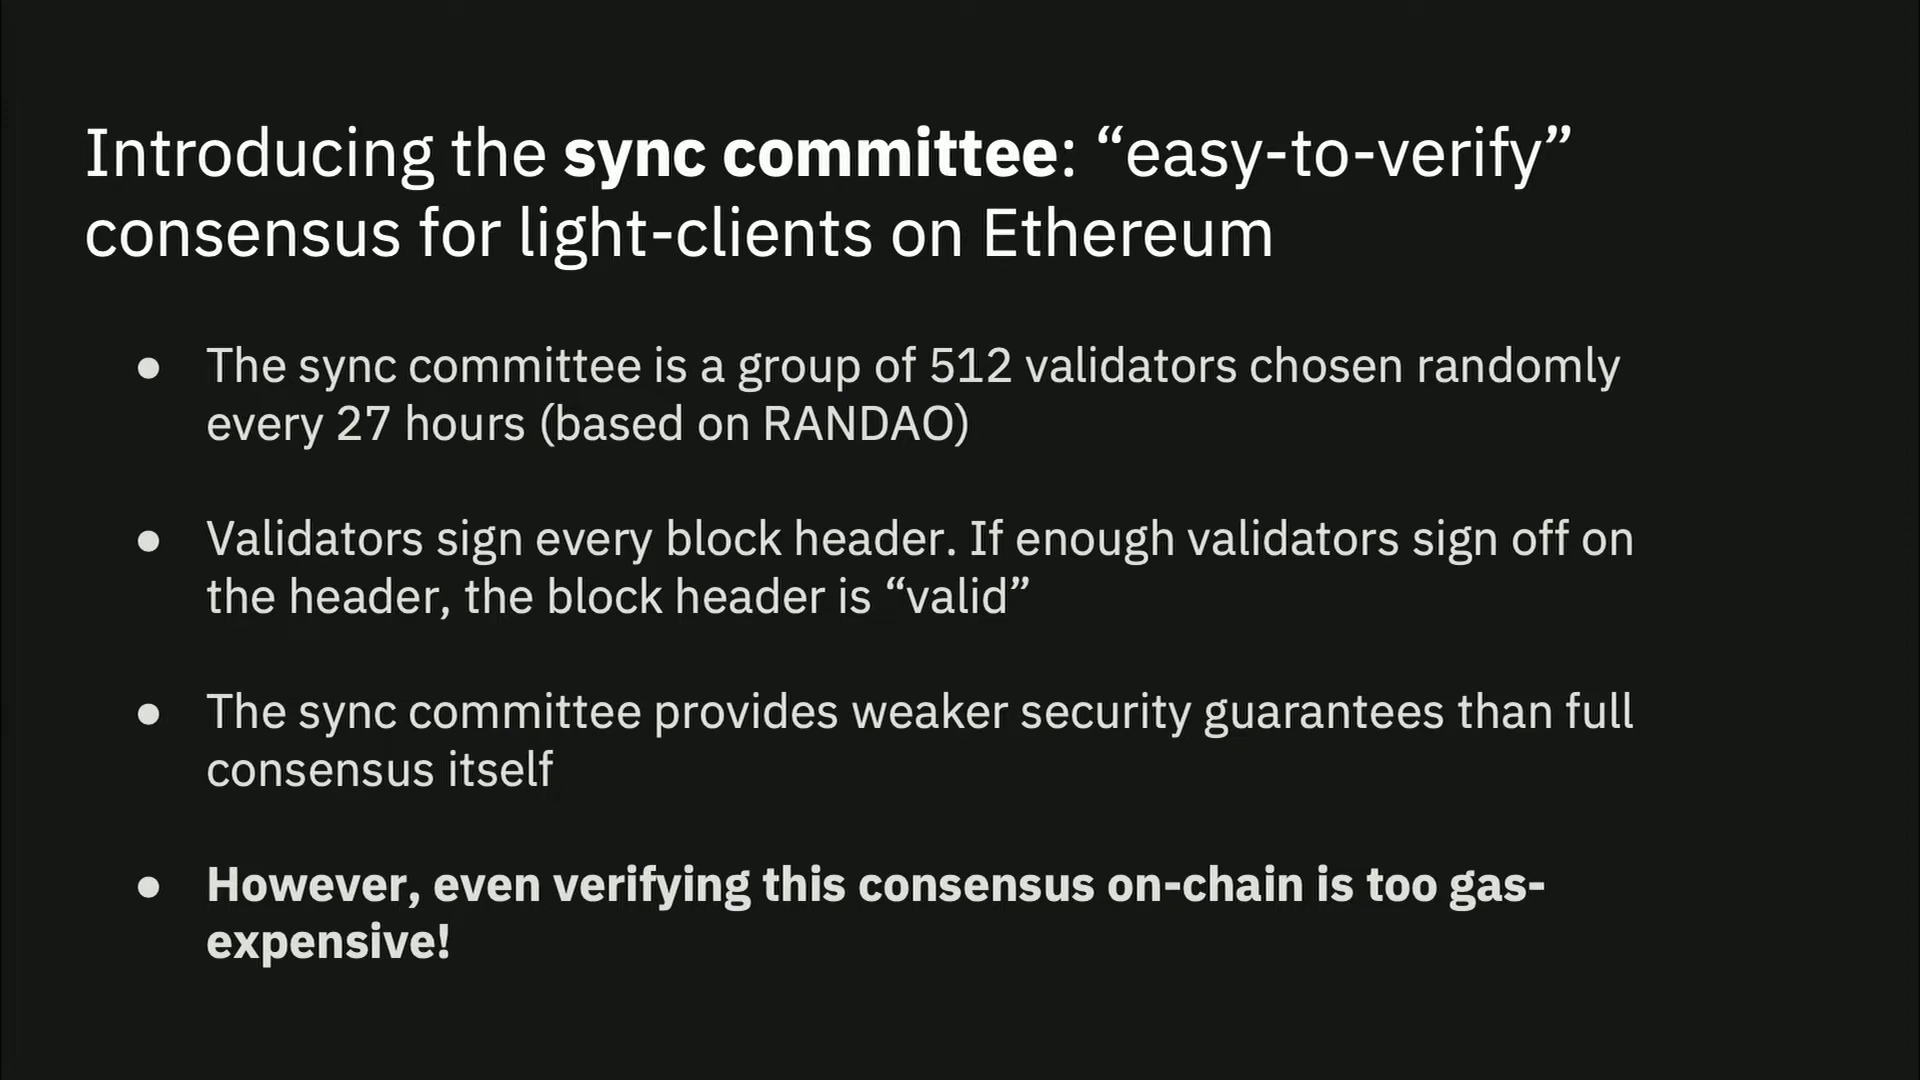 Introducing the sync committee: “easy-to-verify”
consensus for light-clients on Ethereum
● The sync committee is a group of 512 validators chosen randomly
every 27 hours (based on RANDAO)
● Validators sign every block header. If enough validators sign off on
the header, the block header is “valid”
● The sync committee provides weaker security guarantees than full
consensus itself
● However, even verifying this consensus on-chain is too gas-
expensive!